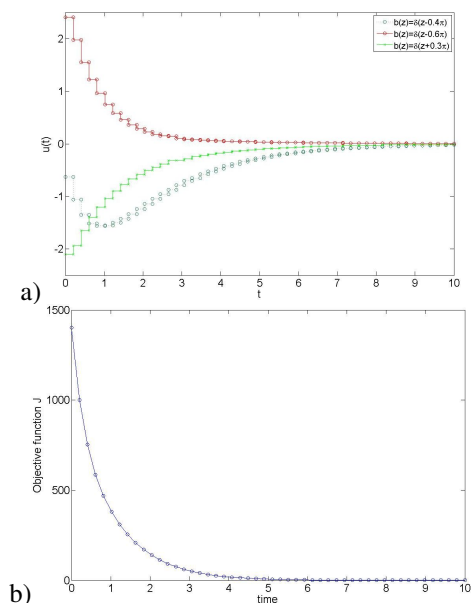 b(z)=δ(z-0.4π)
b(z)=δ(z-0.6π)
b(z)=δ(z+0.3π)
2
1
0
-1
-2
u(t)
0 1 2 3 4 5 6 7 8 9 10
t
a)
1500
1000
500
0
Objective function J
0 1 2 3 4 5 6 7 8 9 10
time
b)